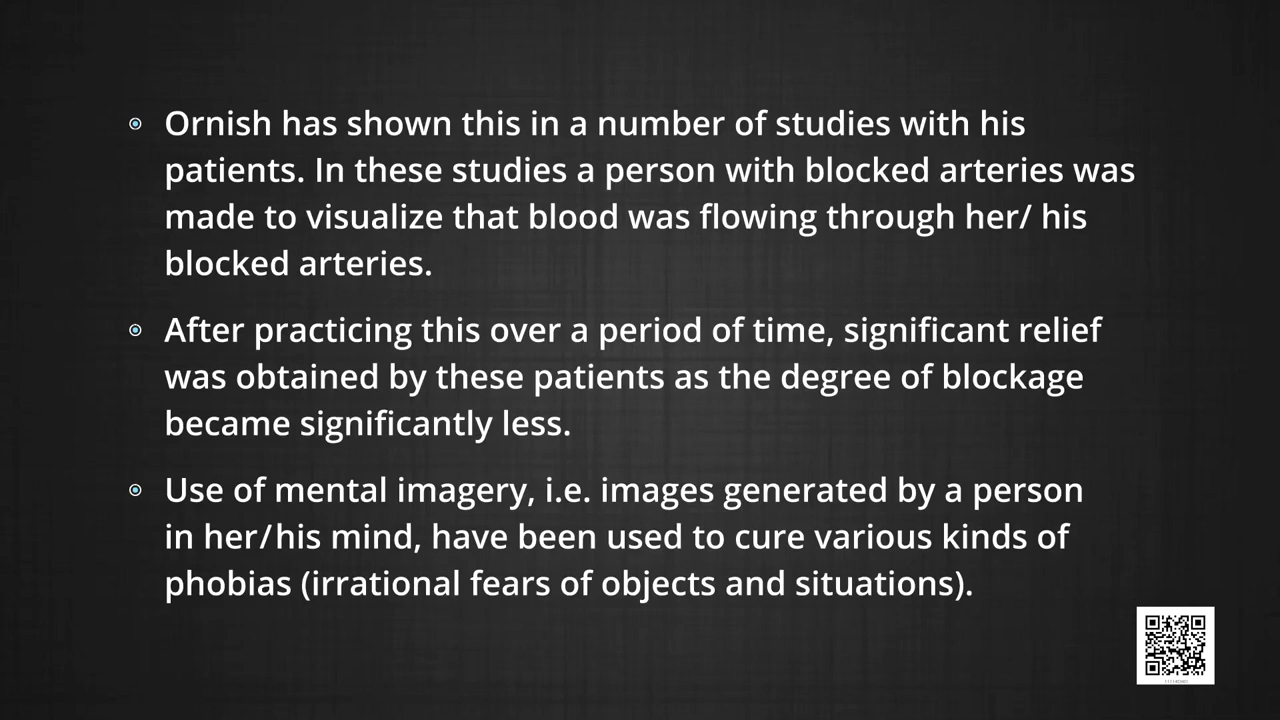 Ornish has shown this in a number of studies with his
patients. In these studies a person with blocked arteries was
made to visualize that blood was flowing through her/ his
blocked arteries.
After practicing this over a period of time, significant relief
was obtained by these patients as the degree of blockage
became significantly less.
Use of mental imagery, i.e. images generated by a person
in her/his mind, have been used to cure various kinds of
phobias (irrational fears of objects and situations).